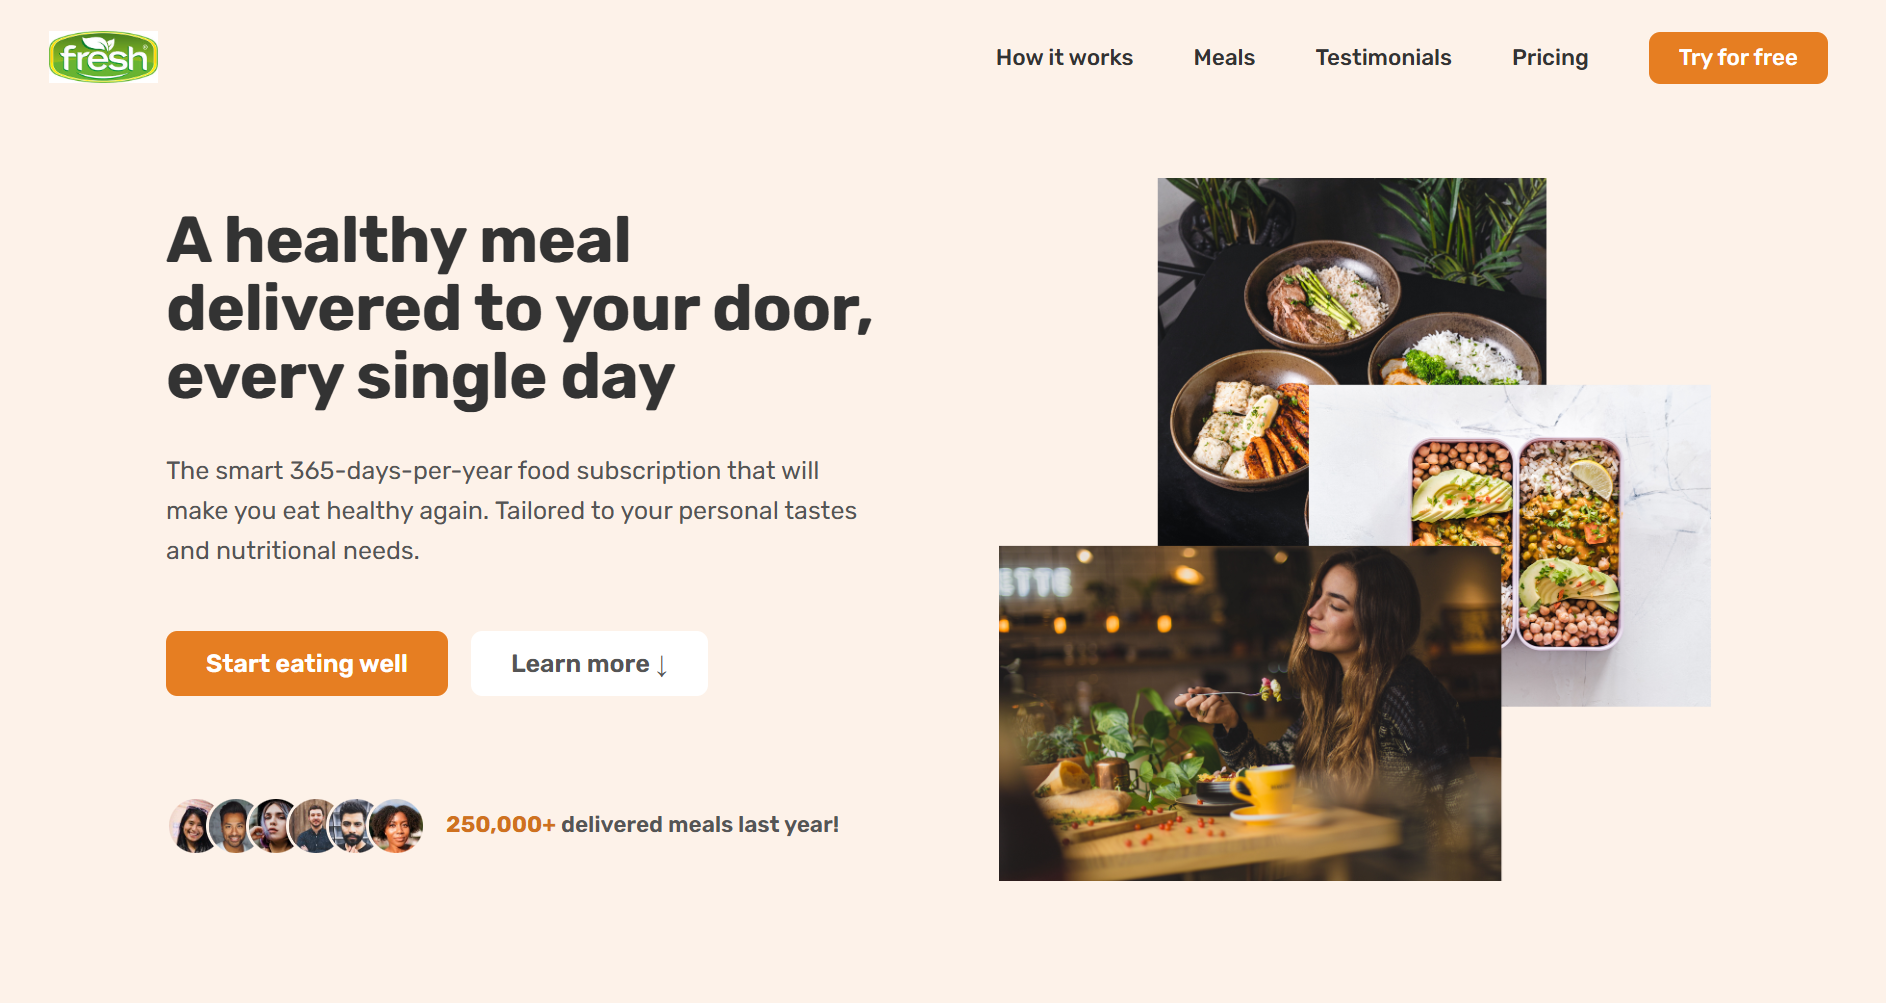 fresh
How it works
Meals
Testimonials
Pricing
Try for free
A healthy meal
delivered to your door,
every single day
The smart 365-days-per-year food subscription that will
make you eat healthy again. Tailored to your personal tastes
and nutritional needs.
Start eating well
Learn more ↓
250,000+ delivered meals last year!